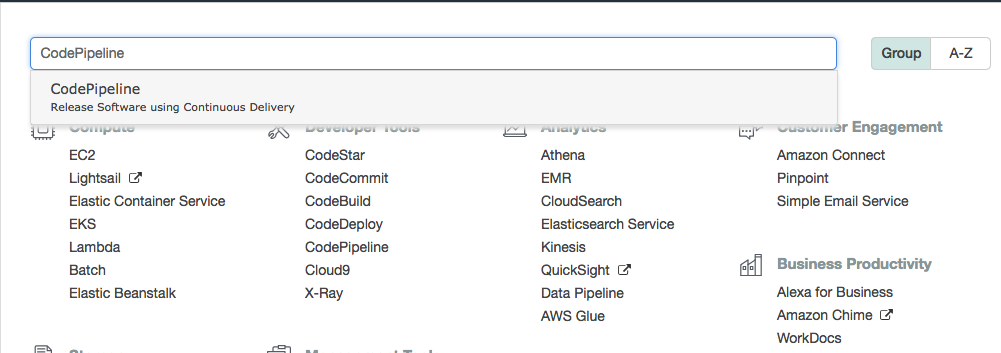 CodePipeline
Group
A-Z
CodePipeline
Release Software using Continuous Delivery
Compute
EC2
Lightsail
Elastic Container Service
EKS
Lambda
Batch
Elastic Beanstalk
Developer Tools
CodeStar
CodeCommit
CodeBuild
CodeDeploy
CodePipeline
Cloud9
X-Ray
Analytics
Athena
EMR
CloudSearch
Elasticsearch Service
Kinesis
QuickSight
Data Pipeline
AWS Glue
Customer Engagement
Amazon Connect
Pinpoint
Simple Email Service
Business Productivity
Alexa for Business
Amazon Chime
WorkDocs